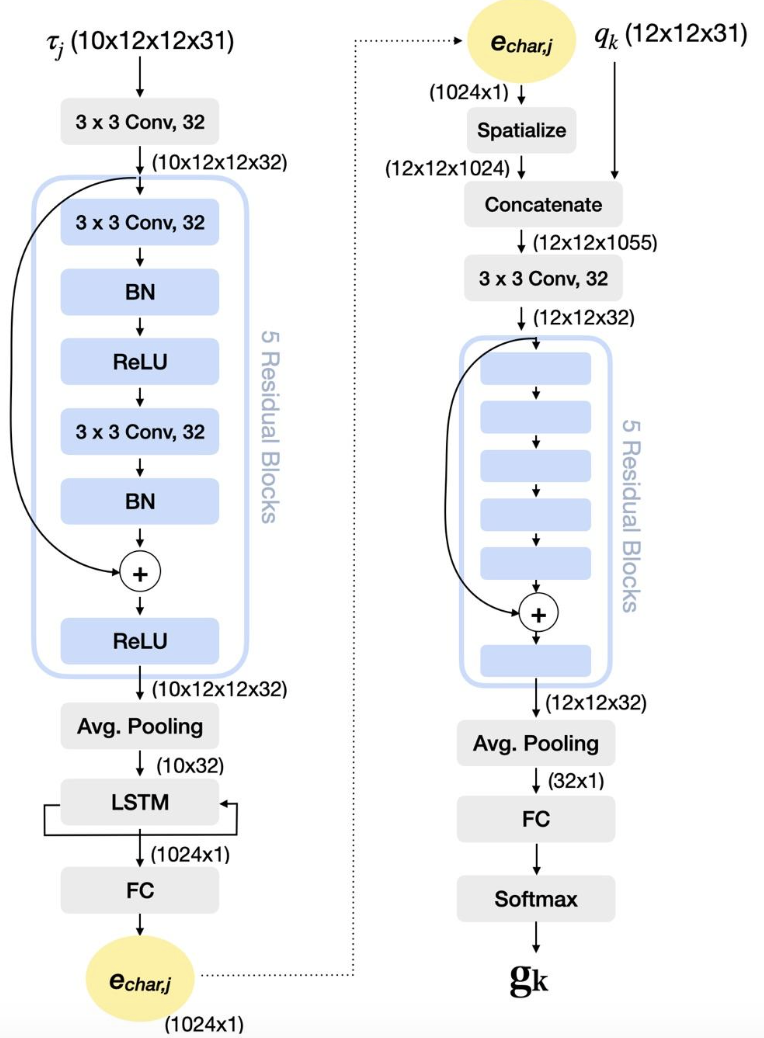 τj (10x12x12x31)
3 x 3 Conv, 32
(10x12x12x32)
3 x 3 Conv, 32
BN
ReLU
3 x 3 Conv, 32
BN
+
ReLU
5 Residual Blocks
(10x12x12x32)
Avg. Pooling
(10x32)
LSTM
(1024x1)
FC
echar,j
(1024x1)
echar,j
qk (12x12x31)
(1024x1)
Spatialize
(12x12x1024)
Concatenate
(12x12x1055)
3 x 3 Conv, 32
(12x12x32)
+
5 Residual Blocks
(12x12x32)
Avg. Pooling
(32x1)
FC
Softmax
gk